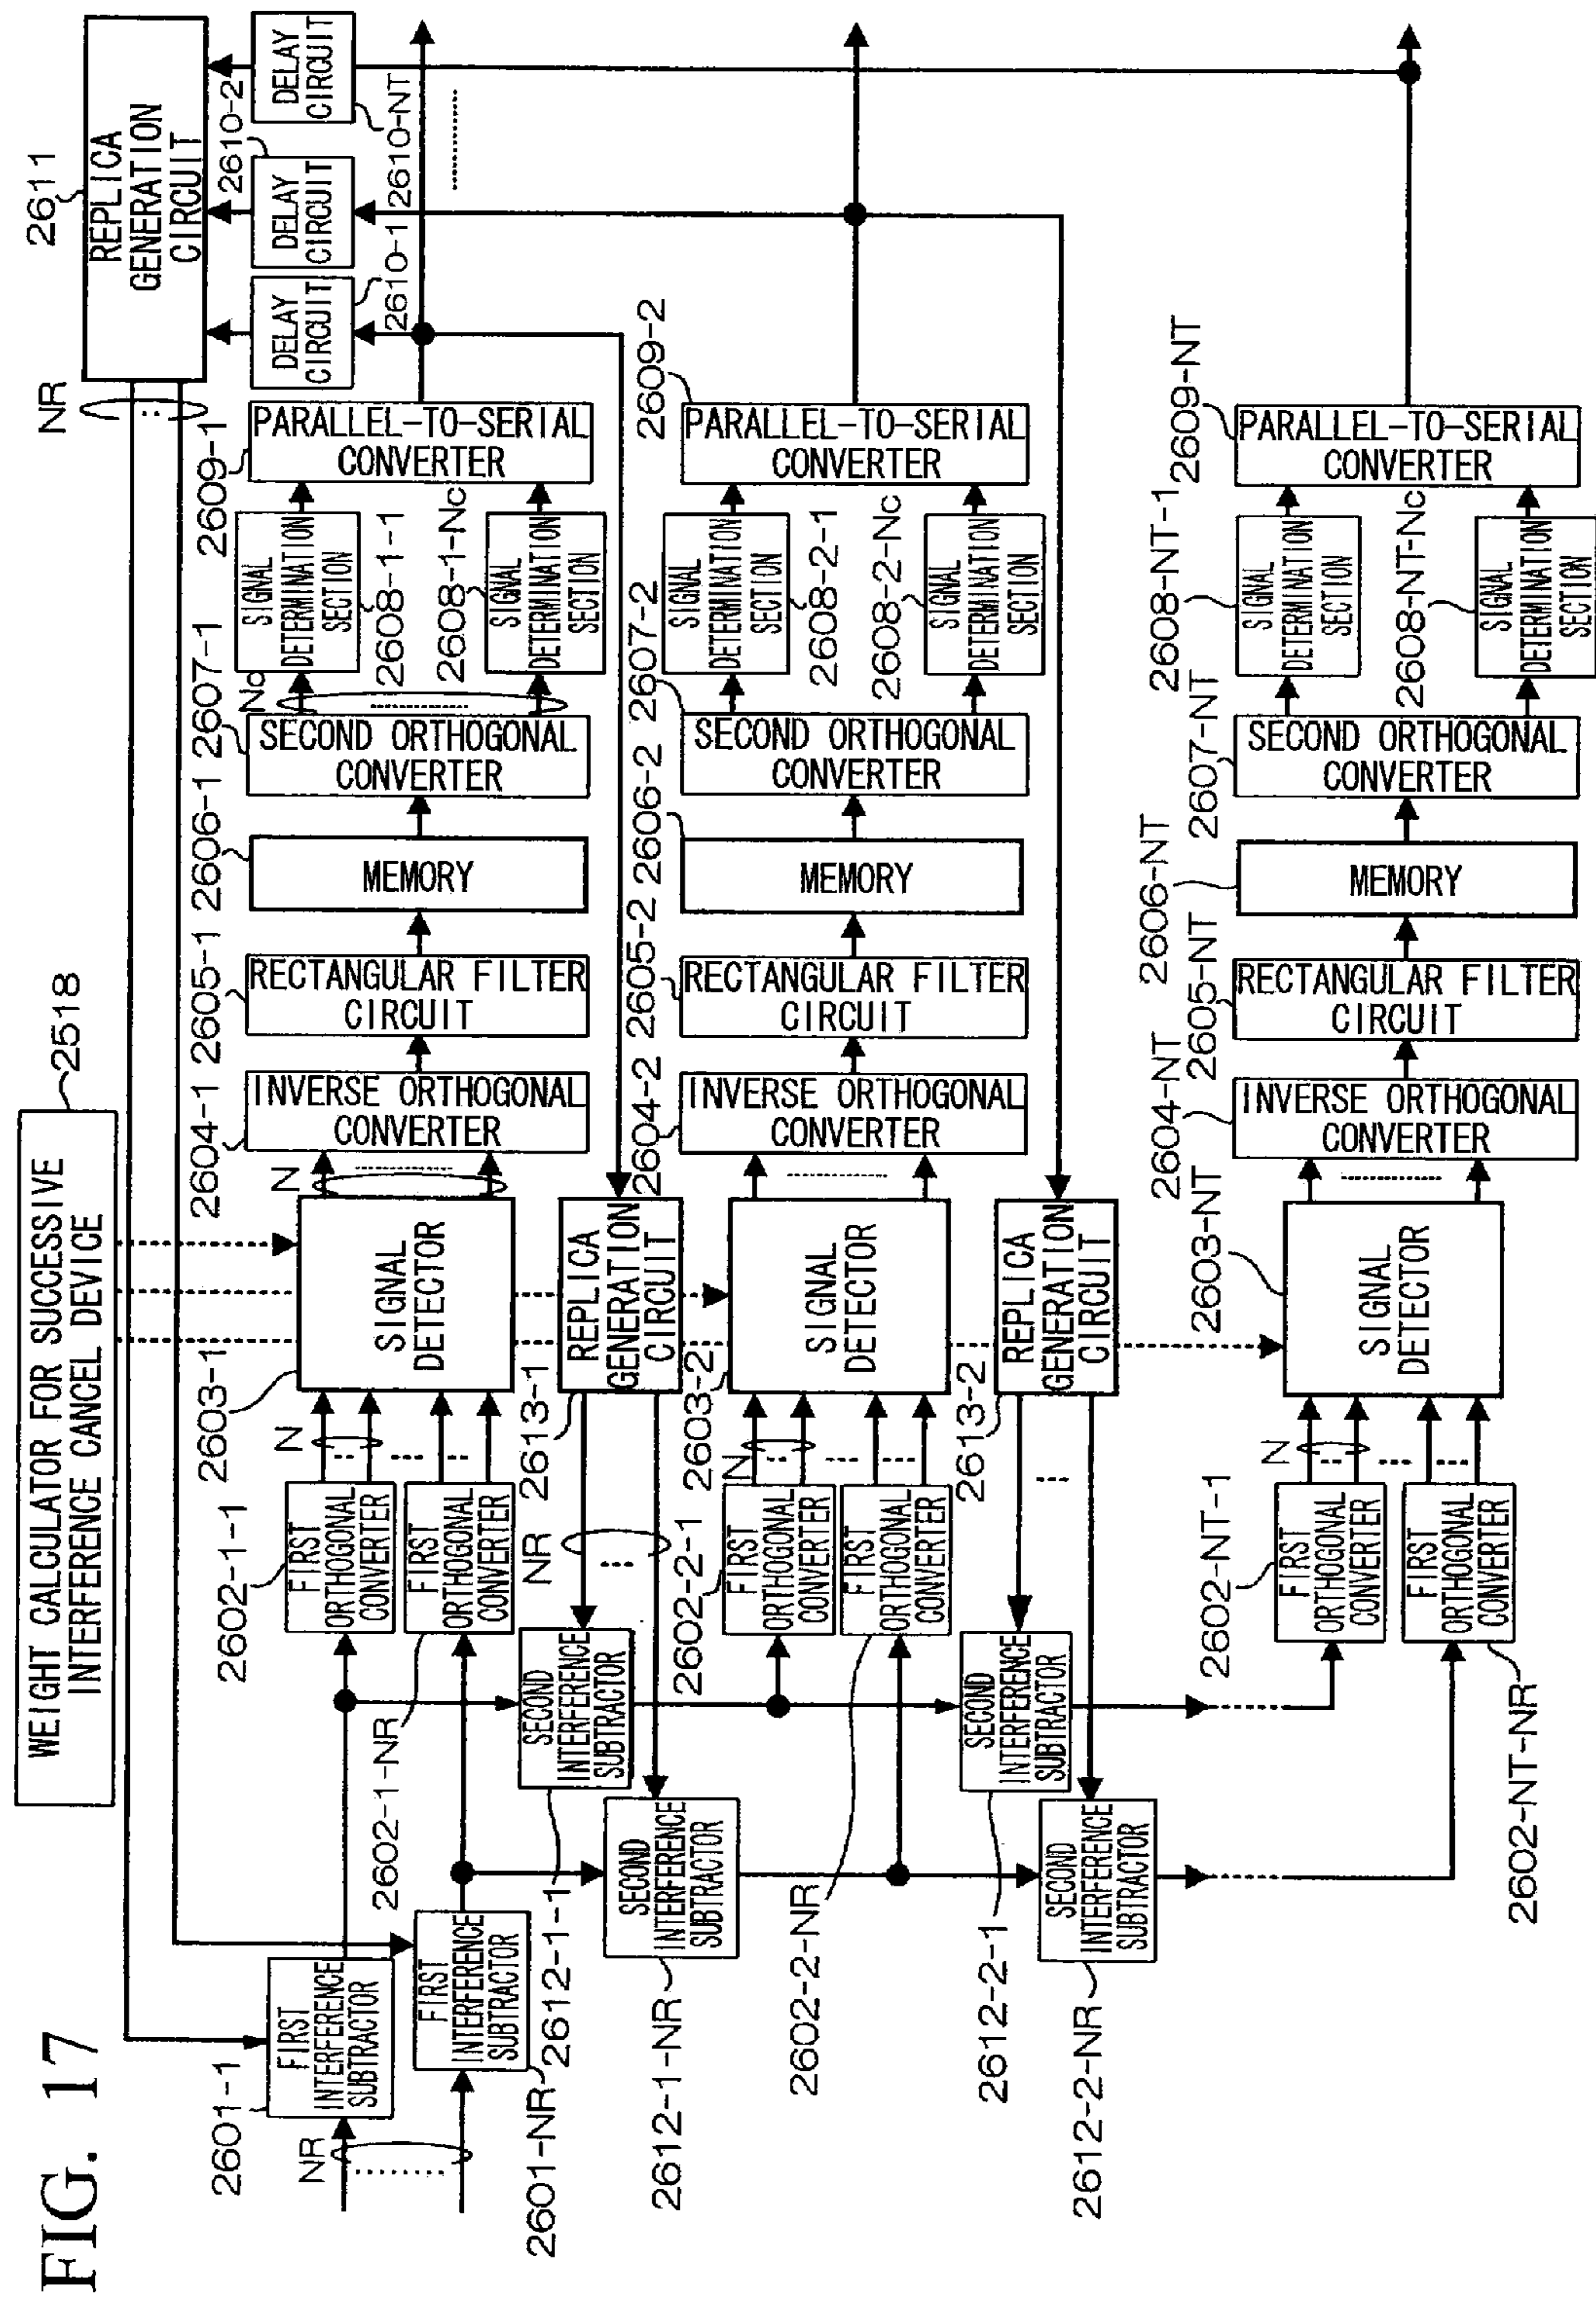 FIG. 17
WEIGHT CALCULATOR FOR SUCCESSIVE
INTERFERENCE CANCEL DEVICE
2518
NR
2611
REPLICA
GENERATION
CIRCUIT
2601-1
FIRST
INTERFERENCE
SUBTRACTOR
NR
FIRST
INTERFERENCE
SUBTRACTOR
2601-NR
2602-1-1
FIRST
ORTHOGONAL
CONVERTER
2602-1-NR
FIRST
ORTHOGONAL
CONVERTER
N
2603-1
SIGNAL
DETECTOR
N
2604-1
INVERSE ORTHOGONAL
CONVERTER
2605-1
RECTANGULAR FILTER
CIRCUIT
2606-1
MEMORY
2607-1
SECOND ORTHOGONAL
CONVERTER
Nc
SIGNAL
DETERMINATION
SECTION
2608-1-1
2608-1-Nc
SIGNAL
DETERMINATION
SECTION
2609-1
PARALLEL-TO-SERIAL
CONVERTER
DELAY
CIRCUIT
2610-1
DELAY
CIRCUIT
2610-2
DELAY
CIRCUIT
2610-NT
SECOND
INTERFERENCE
SUBTRACTOR
2612-1-1
SECOND
INTERFERENCE
SUBTRACTOR
2612-1-NR
NR
2613-1
REPLICA
GENERATION
CIRCUIT
2602-2-1
FIRST
ORTHOGONAL
CONVERTER
2602-2-NR
FIRST
ORTHOGONAL
CONVERTER
N
2603-2
SIGNAL
DETECTOR
2604-2
INVERSE ORTHOGONAL
CONVERTER
2605-2
RECTANGULAR FILTER
CIRCUIT
2606-2
MEMORY
2607-2
SECOND ORTHOGONAL
CONVERTER
SIGNAL
DETERMINATION
SECTION
2608-2-1
2608-2-Nc
SIGNAL
DETERMINATION
SECTION
2609-2
PARALLEL-TO-SERIAL
CONVERTER
2612-2-1
SECOND
INTERFERENCE
SUBTRACTOR
2612-2-NR
SECOND
INTERFERENCE
SUBTRACTOR
2613-2
REPLICA
GENERATION
CIRCUIT
2602-NT-1
FIRST
ORTHOGONAL
CONVERTER
FIRST
ORTHOGONAL
CONVERTER
2602-NT-NR
N
2603-NT
SIGNAL
DETECTOR
2604-NT
INVERSE ORTHOGONAL
CONVERTER
2605-NT
RECTANGULAR FILTER
CIRCUIT
2606-NT
MEMORY
2607-NT
SECOND ORTHOGONAL
CONVERTER
2608-NT-1
SIGNAL
DETERMINATION
SECTION
2608-NT-Nc
SIGNAL
DETERMINATION
SECTION
2609-NT
PARALLEL-TO-SERIAL
CONVERTER